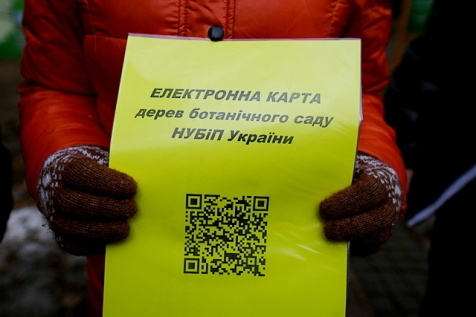 ЕЛЕКТРОННА КАРТА
дерев ботанічного саду
НУБіП України